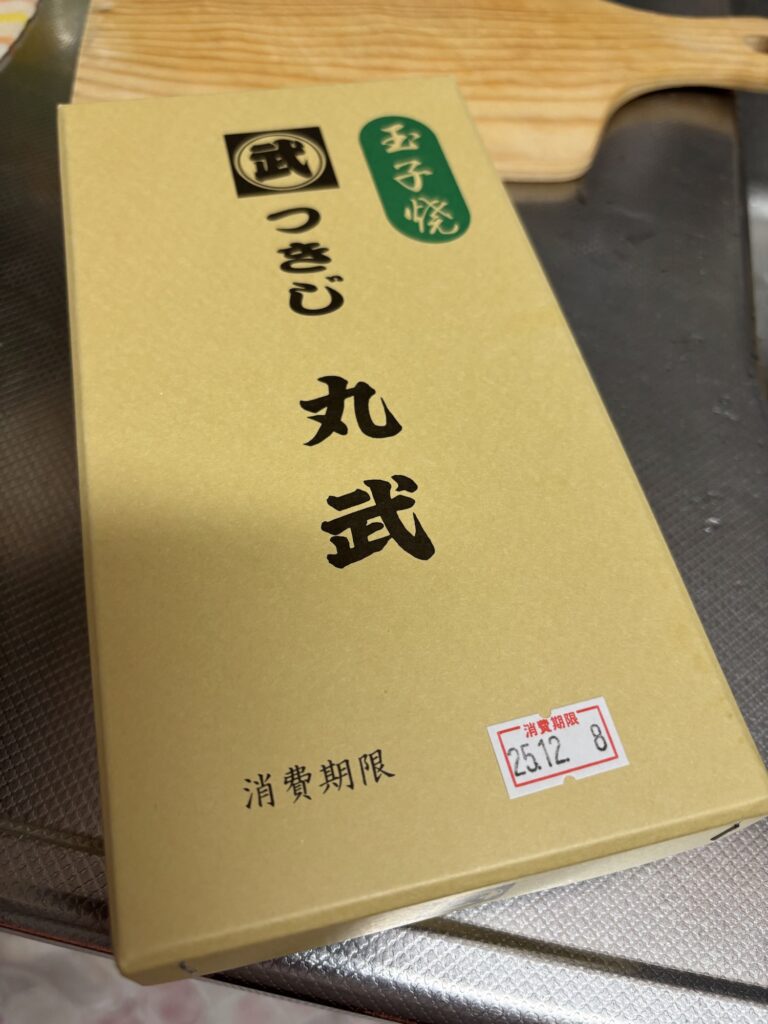 玉子焼
武
つきじ
丸武
消費期限
消費期限
25.12.8